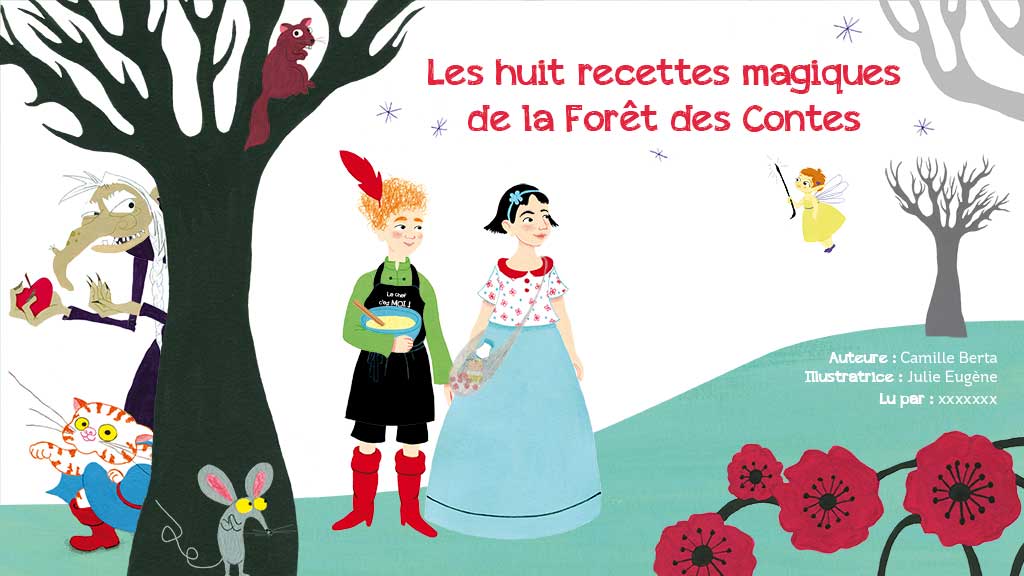 Les huit recettes magiques
de la Forêt des Contes
Le chef
c'est MOI !
Auteure : Camille Berta
Illustratrice : Julie Eugène
Lu par : xxxxxxx